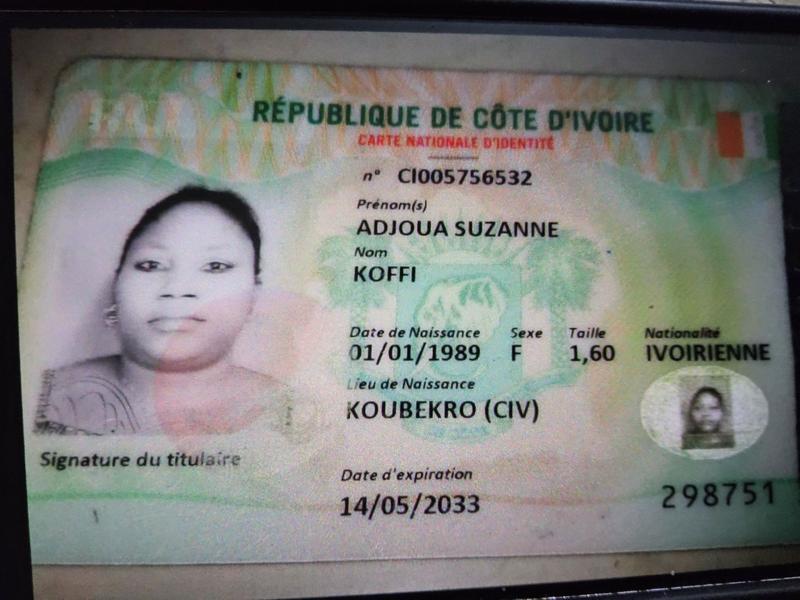 RÉPUBLIQUE DE CÔTE D'IVOIRE
CARTE NATIONALE D'IDENTITÉ
n° CI005756532
Prénom(s)
ADJOUA SUZANNE
Nom
KOFFI
Date de Naissance Sexe Taille Nationalité
01/01/1989 F 1,60 IVOIRIENNE
Lieu de Naissance
KOUBEKRO (CIV)
Signature du titulaire
Date d'expiration
14/05/2033
298751